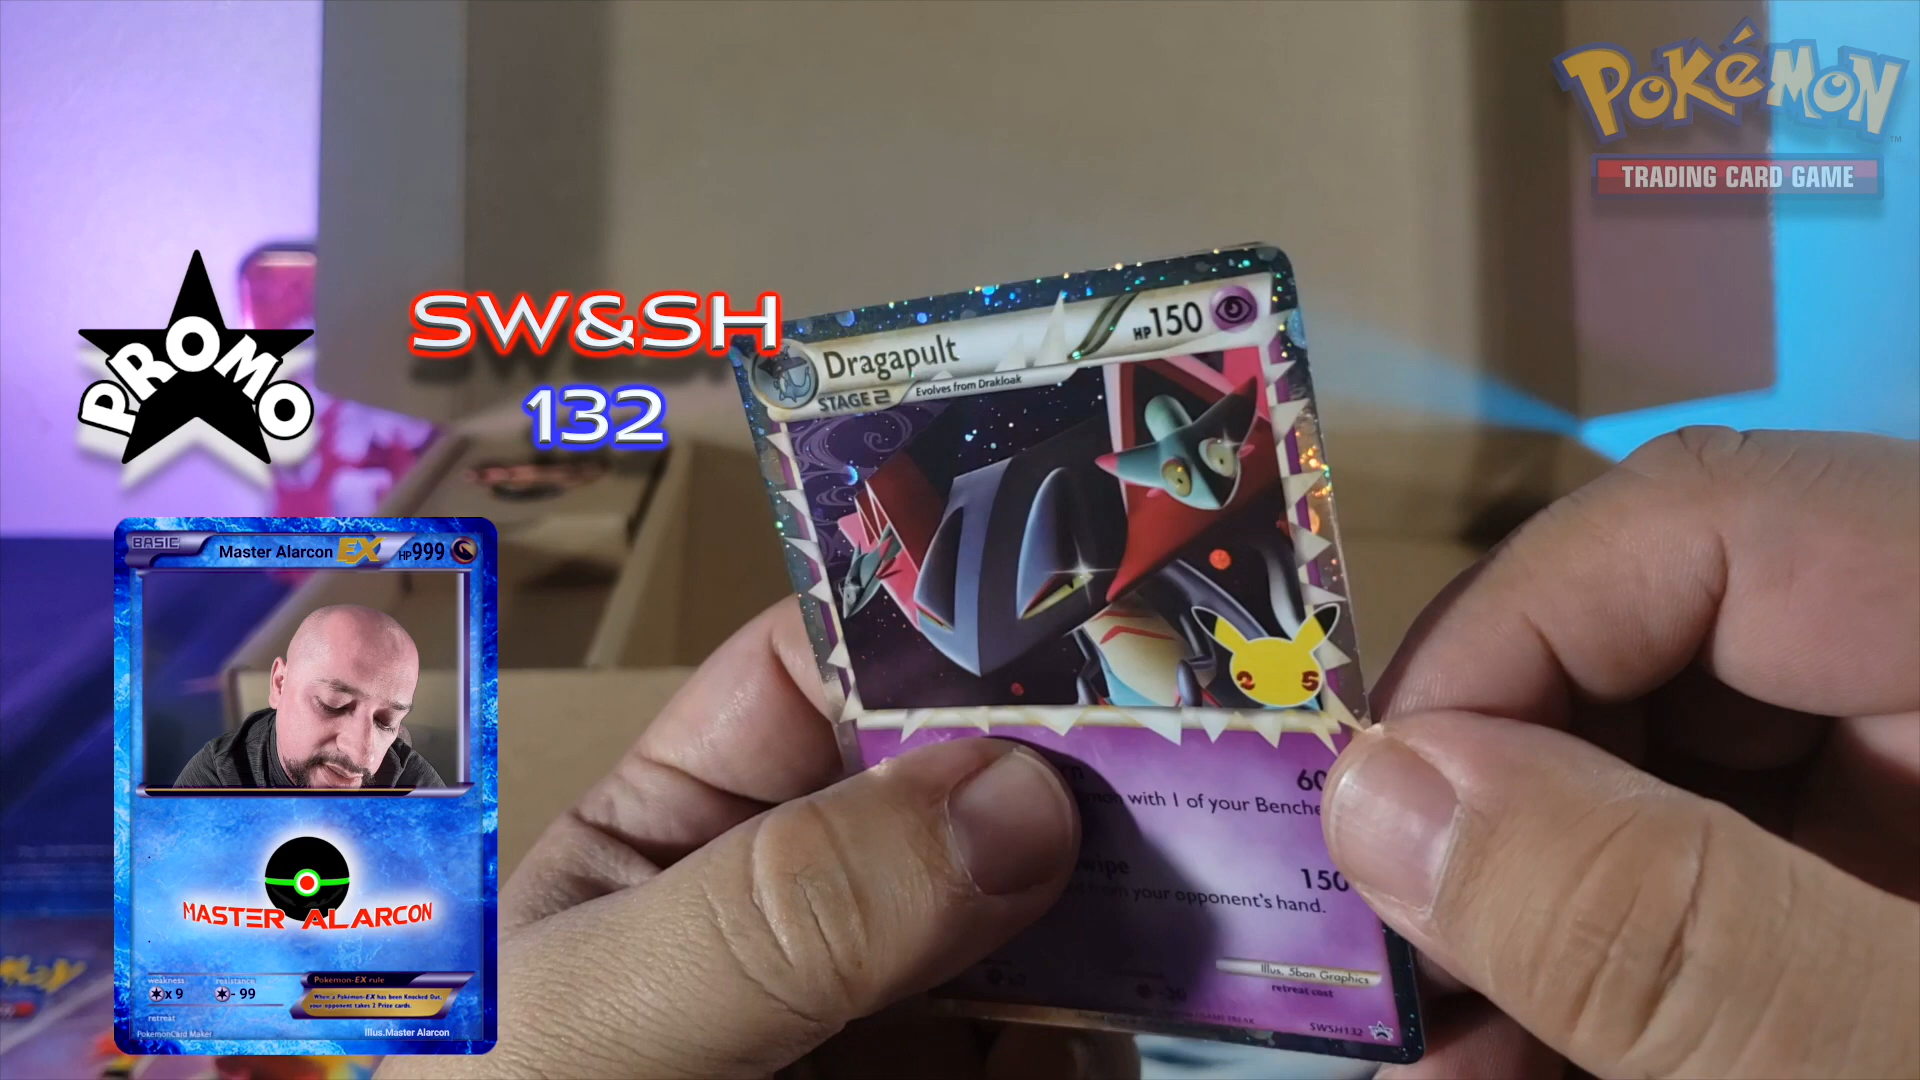 POKéMON
TRADING CARD GAME
PROMO
SW&SH
132
Dragapult
HP150
STAGE 2
Evolves from Drakloak
25
60
with 1 of your Benche
150
from your opponent's hand.
Illus. 5ban Graphics
retreat cost
-30
SWSH132
BASIC
Master Alarcon EX
HP999
MASTER ALARCON
weakness
resistance
x 9
- 99
retreat
Pokémon-EX rule
When a Pokémon-EX has been Knocked Out,
your opponent takes 2 Prize cards.
PokemonCard Maker
Illus.Master Alarcon